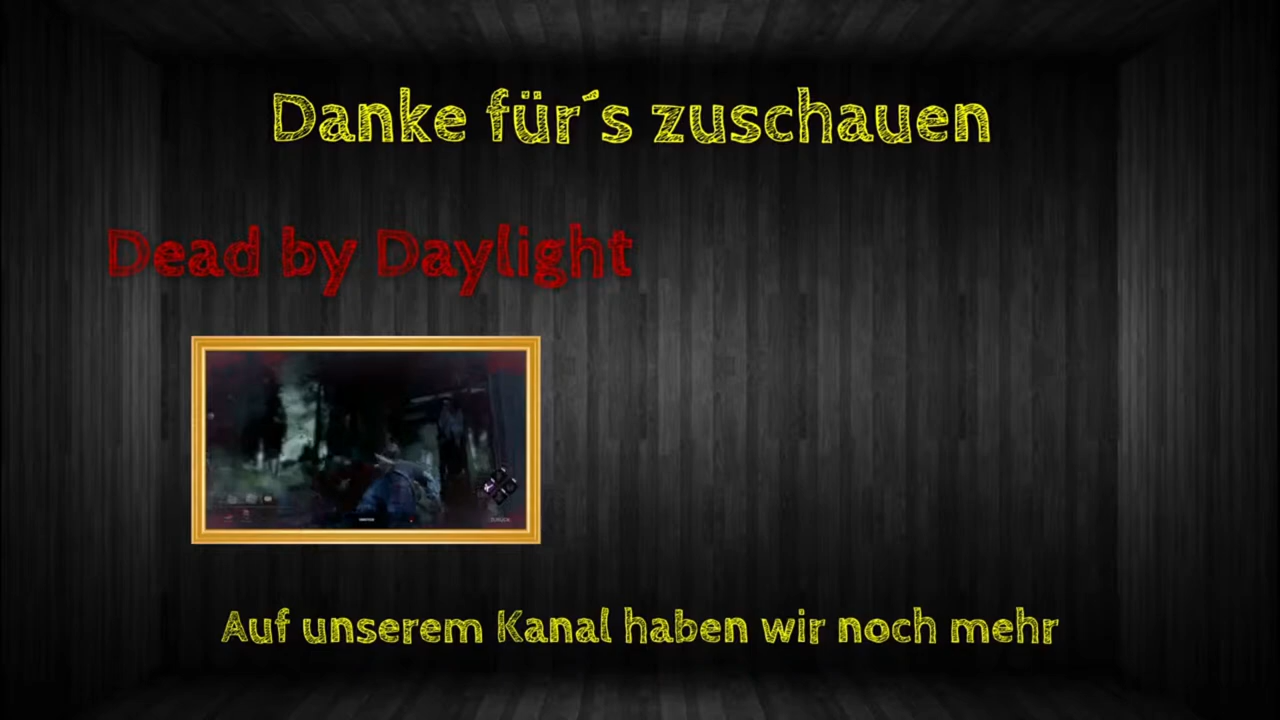 Danke für´s zuschauen
Dead by Daylight
Auf unserem Kanal haben wir noch mehr